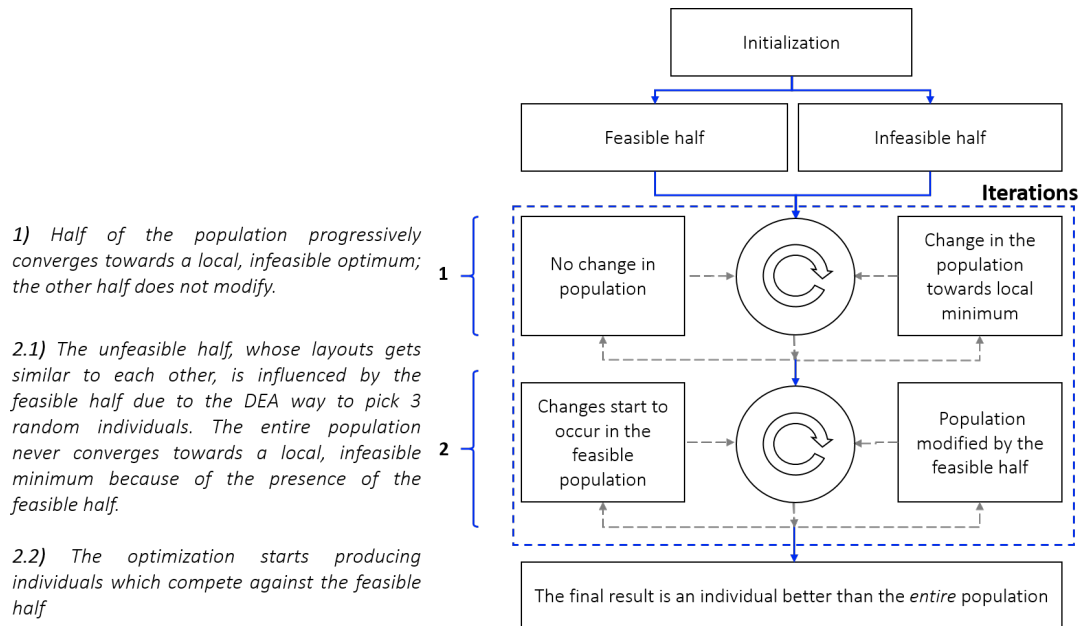 Initialization
Feasible half
Infeasible half
Iterations
1) Half of the population progressively
converges towards a local, infeasible optimum;
the other half does not modify.
1
No change in
population
Change in the
population
towards local
minimum
2.1) The unfeasible half, whose layouts gets
similar to each other, is influenced by the
feasible half due to the DEA way to pick 3
random individuals. The entire population
never converges towards a local, infeasible
minimum because of the presence of the
feasible half.
2.2) The optimization starts producing
individuals which compete against the feasible
half
2
Changes start to
occur in the
feasible
population
Population
modified by the
feasible half
The final result is an individual better than the entire population